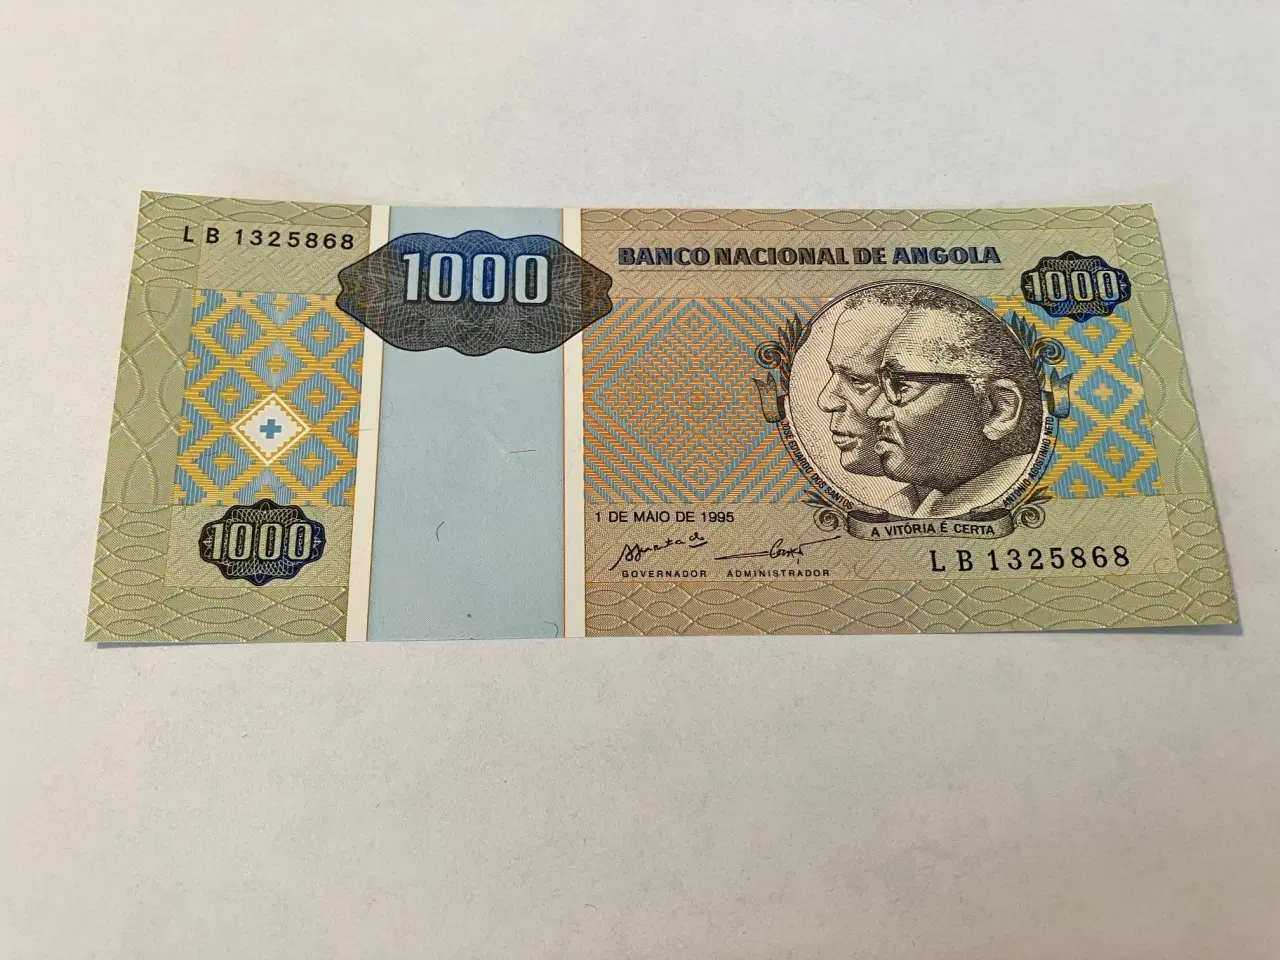 LB 1325868
1000
BANCO NACIONAL DE ANGOLA
1000
JOSÉ EDUARDO DOS SANTOS
ANTÓNIO AGOSTINHO NETO
A VITÓRIA É CERTA
1000
1 DE MAIO DE 1995
GOVERNADOR ADMINISTRADOR
LB 1325868